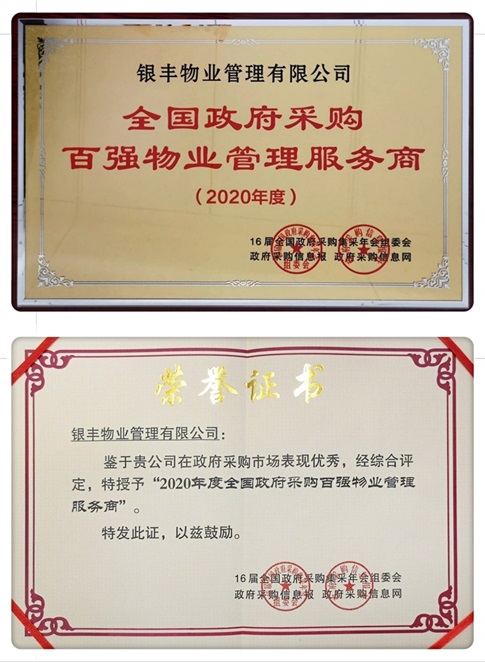 银丰物业管理有限公司
全国政府采购
百强物业管理服务商
（2020年度）
16届全国政府采购集采年会组委会
政府采购信息报 政府采购信息网
荣誉证书
银丰物业管理有限公司：
鉴于贵公司在政府采购市场表现优秀，经综合评
定，特授予“2020年度全国政府采购百强物业管理
服务商”。
特发此证，以兹鼓励。
16届全国政府采购集采年会组委会
政府采购信息报 政府采购信息网